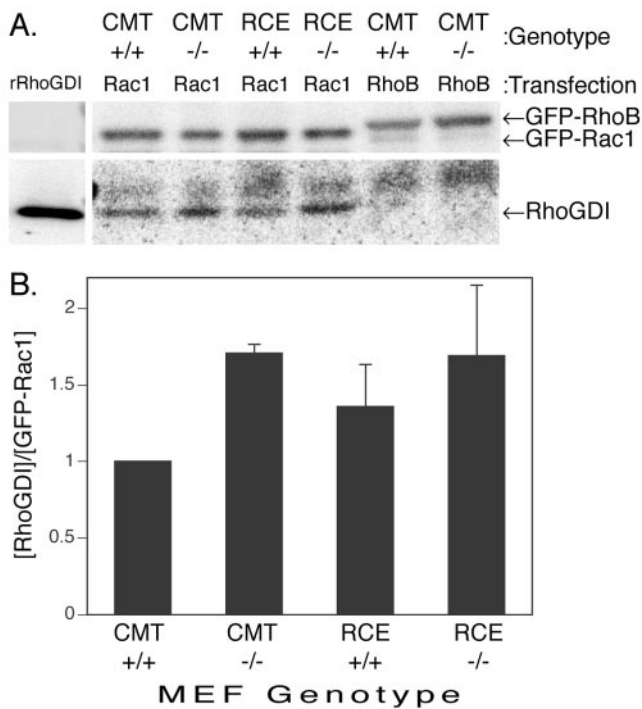 A.
CMT CMT RCE RCE CMT CMT
+/+ -/- +/+ -/- +/+ -/- :Genotype
rRhoGDI Rac1 Rac1 Rac1 Rac1 RhoB RhoB :Transfection
←GFP-RhoB
←GFP-Rac1
←RhoGDI
B.
[RhoGDI]/[GFP-Rac1]
2
1.5
1
0.5
0
CMT CMT RCE RCE
+/+ -/- +/+ -/-
MEF Genotype